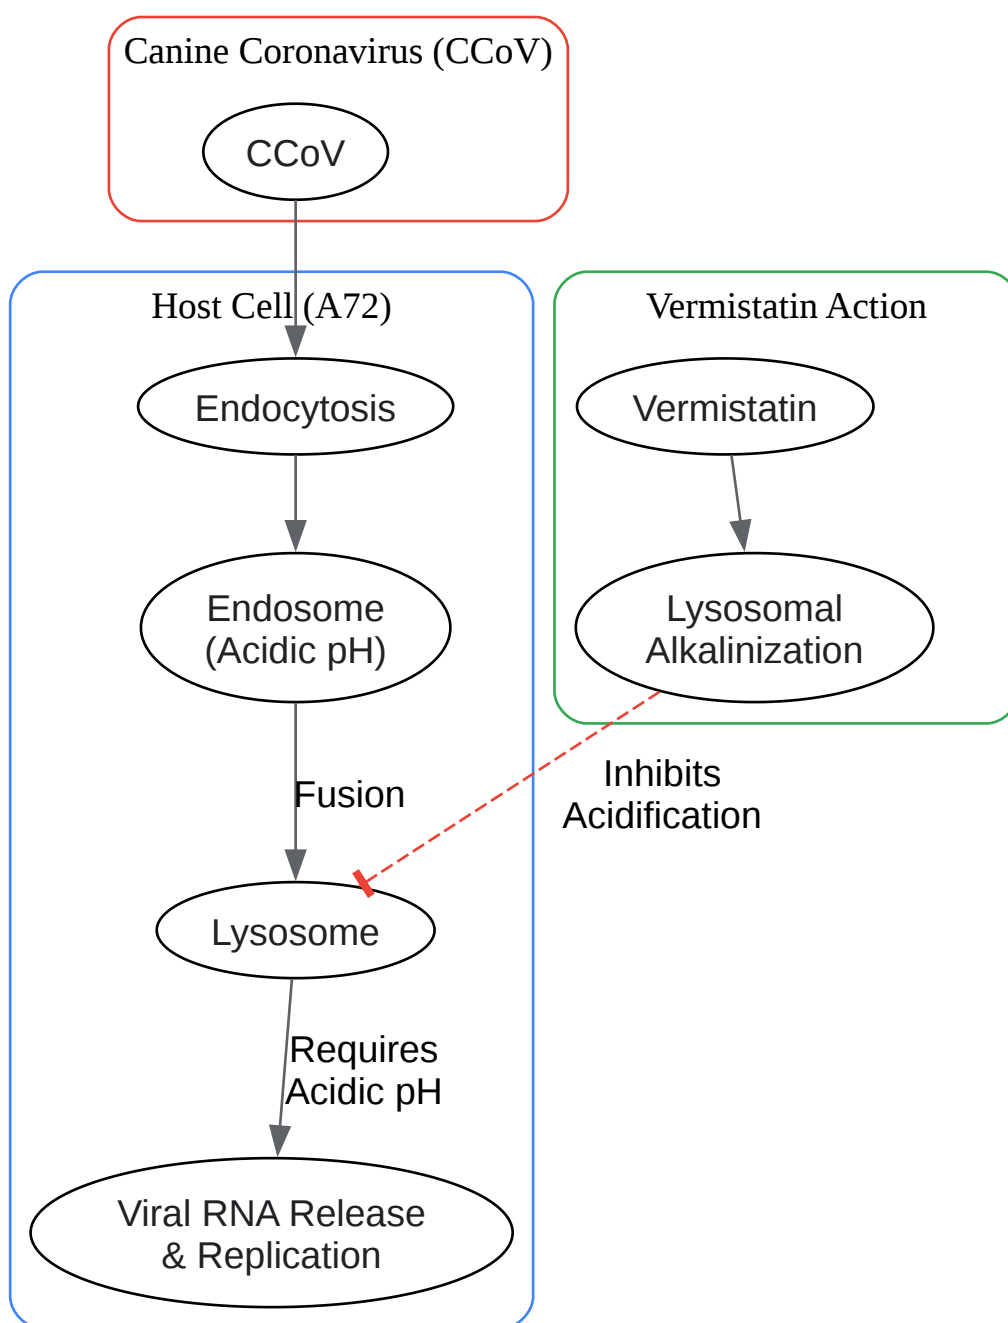 Canine Coronavirus (CCoV)
CCoV
Host Cell (A72)
Endocytosis
Endosome
(Acidic pH)
Fusion
Lysosome
Requires
Acidic pH
Viral RNA Release
& Replication
Vermistatin Action
Vermistatin
Lysosomal
Alkalinization
Inhibits
Acidification